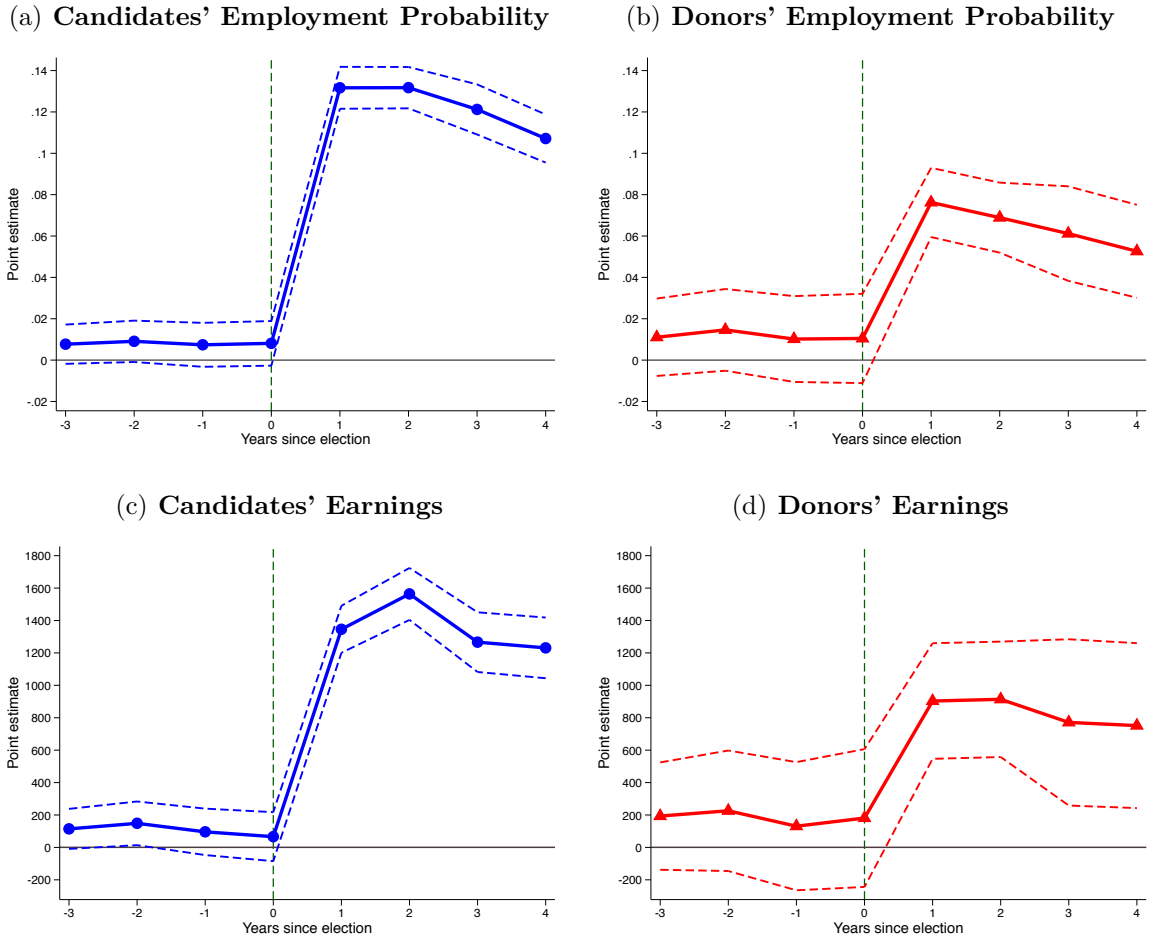 (a) Candidates' Employment Probability
.14
.12
.1
.08
.06
.04
.02
0
-.02
Point estimate
-3 -2 -1 0 1 2 3 4
Years since election
(b) Donors' Employment Probability
.14
.12
.1
.08
.06
.04
.02
0
-.02
Point estimate
-3 -2 -1 0 1 2 3 4
Years since election
(c) Candidates' Earnings
1800
1600
1400
1200
1000
800
600
400
200
0
-200
Point estimate
-3 -2 -1 0 1 2 3 4
Years since election
(d) Donors' Earnings
1800
1600
1400
1200
1000
800
600
400
200
0
-200
Point estimate
-3 -2 -1 0 1 2 3 4
Years since election